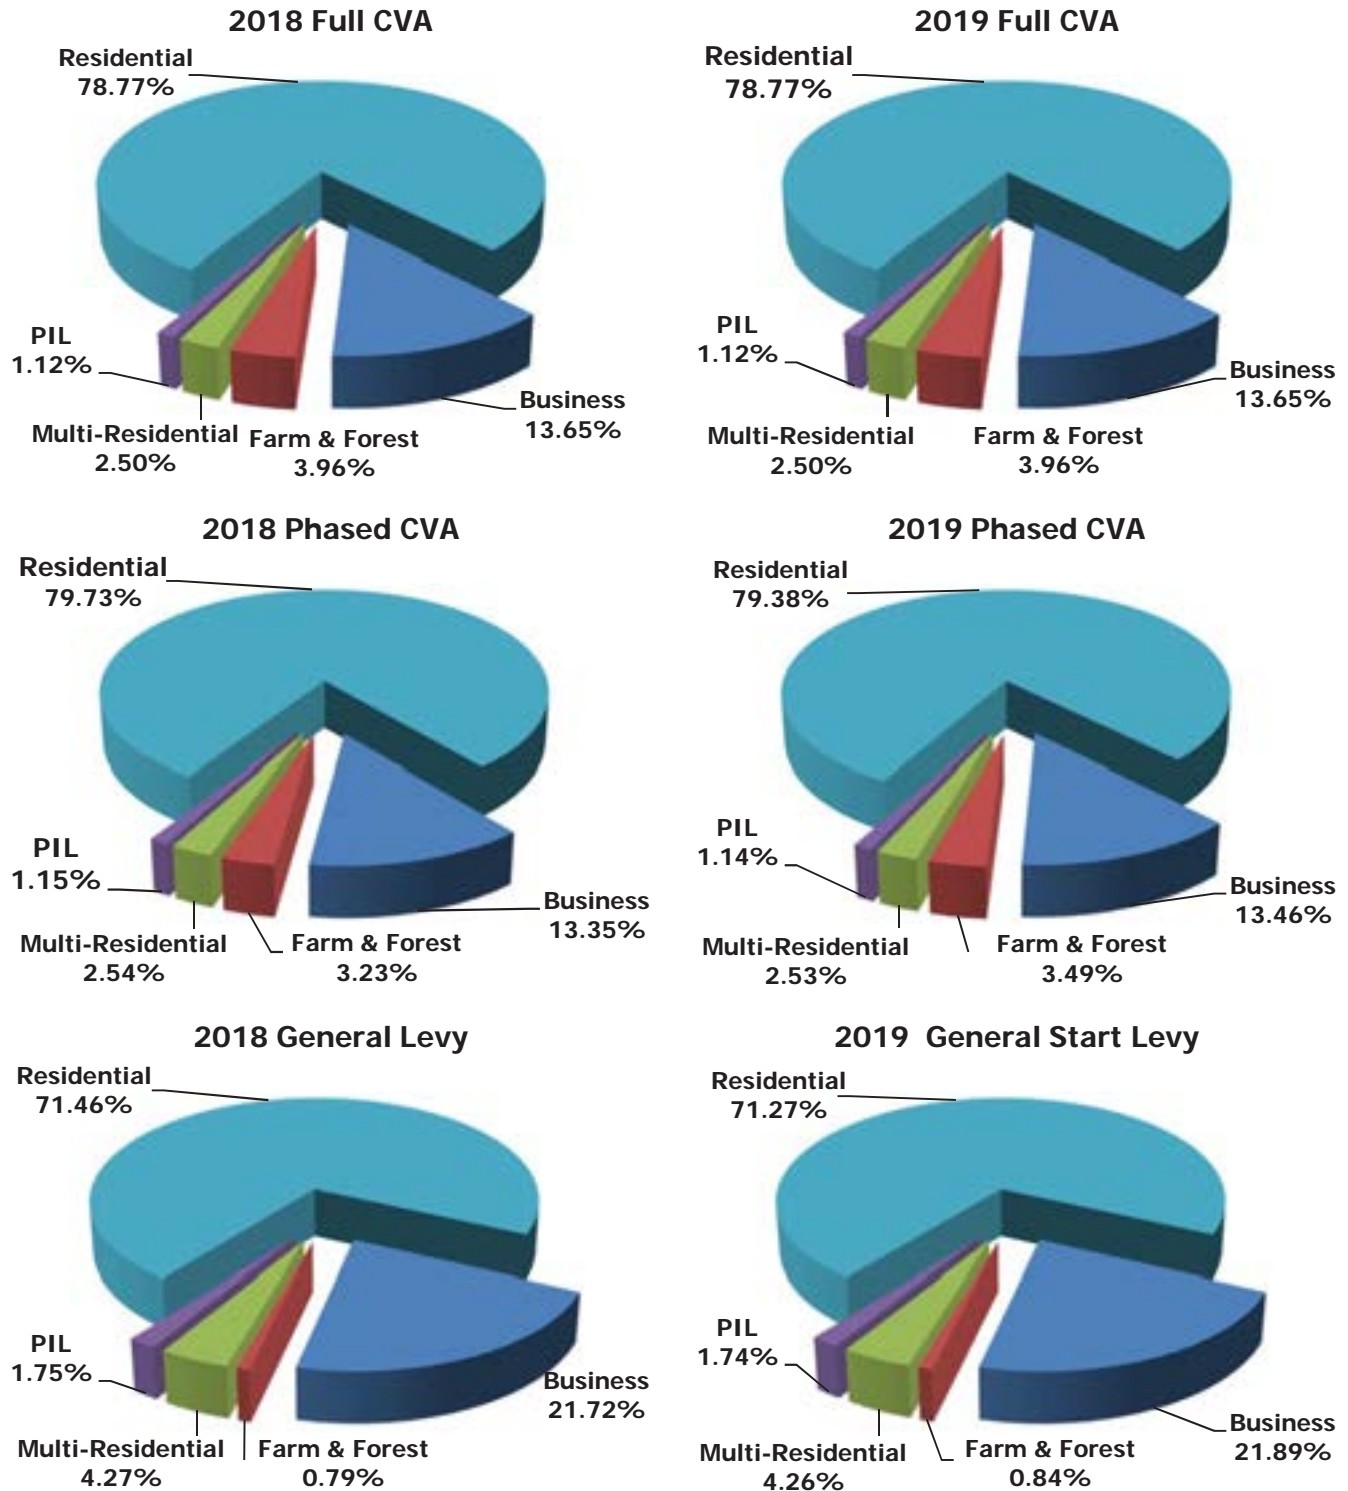 2018 Full CVA
Residential
78.77%
PIL
1.12%
Multi-Residential
2.50%
Farm & Forest
3.96%
Business
13.65%
2019 Full CVA
Residential
78.77%
PIL
1.12%
Multi-Residential
2.50%
Farm & Forest
3.96%
Business
13.65%
2018 Phased CVA
Residential
79.73%
PIL
1.15%
Multi-Residential
2.54%
Farm & Forest
3.23%
Business
13.35%
2019 Phased CVA
Residential
79.38%
PIL
1.14%
Multi-Residential
2.53%
Farm & Forest
3.49%
Business
13.46%
2018 General Levy
Residential
71.46%
PIL
1.75%
Multi-Residential
4.27%
Farm & Forest
0.79%
Business
21.72%
2019 General Start Levy
Residential
71.27%
PIL
1.74%
Multi-Residential
4.26%
Farm & Forest
0.84%
Business
21.89%